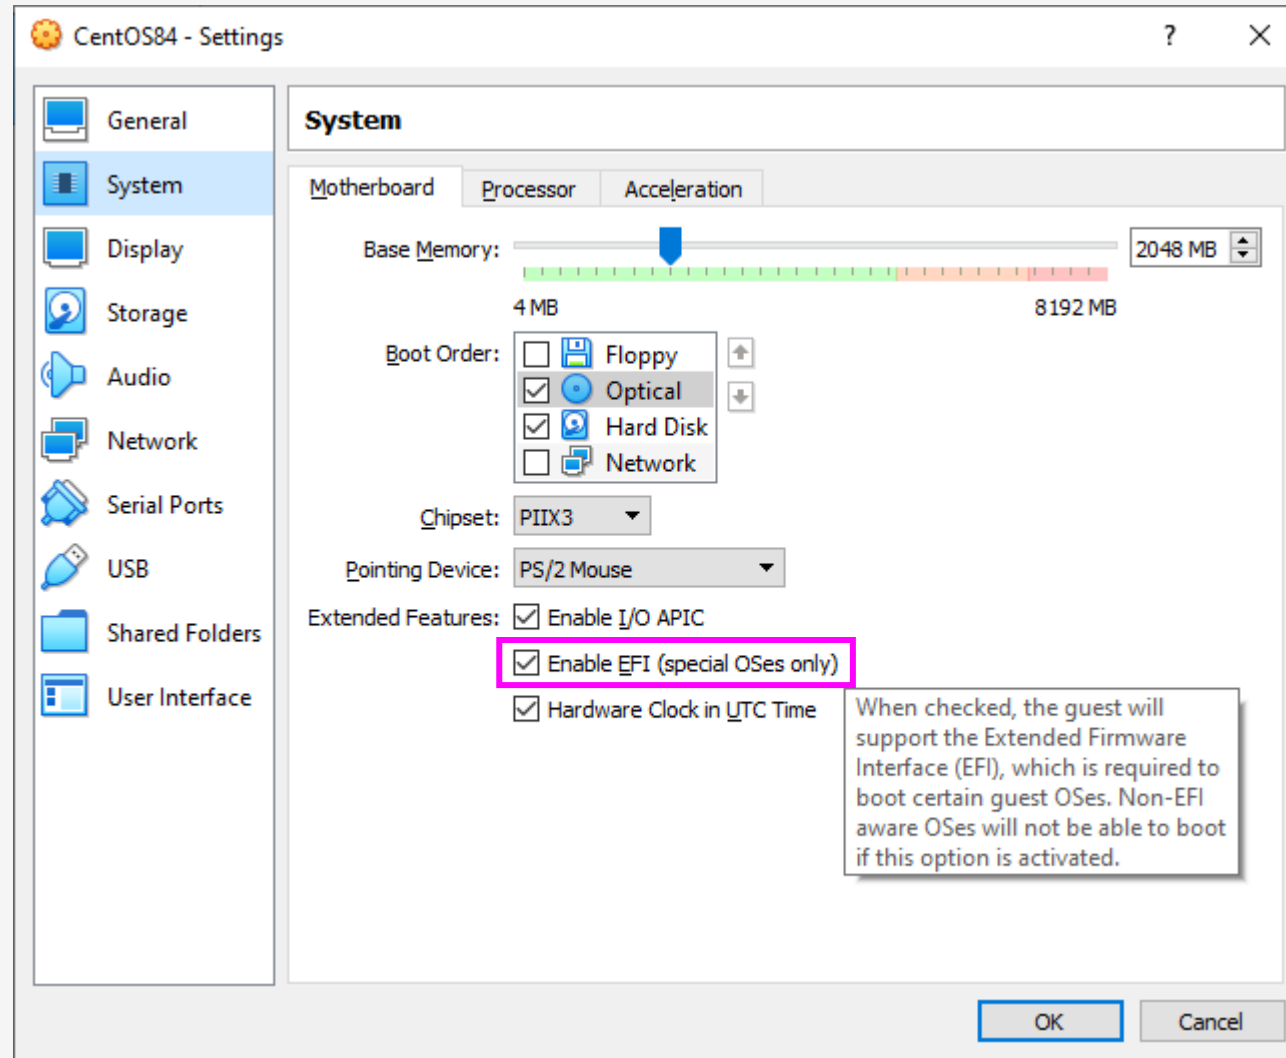 CentOS84 - Settings
?
General
System
Display
Storage
Audio
Network
Serial Ports
USB
Shared Folders
User Interface
System
Motherboard
Processor
Acceleration
Base Memory:
2048 MB
4 MB
8192 MB
Boot Order:
Floppy
Optical
Hard Disk
Network
Chipset:
PIIX3
Pointing Device:
PS/2 Mouse
Extended Features:
Enable I/O APIC
Enable EFI (special OSes only)
Hardware Clock in UTC Time
When checked, the guest will
support the Extended Firmware
Interface (EFI), which is required to
boot certain guest OSes. Non-EFI
aware OSes will not be able to boot
if this option is activated.
OK
Cancel